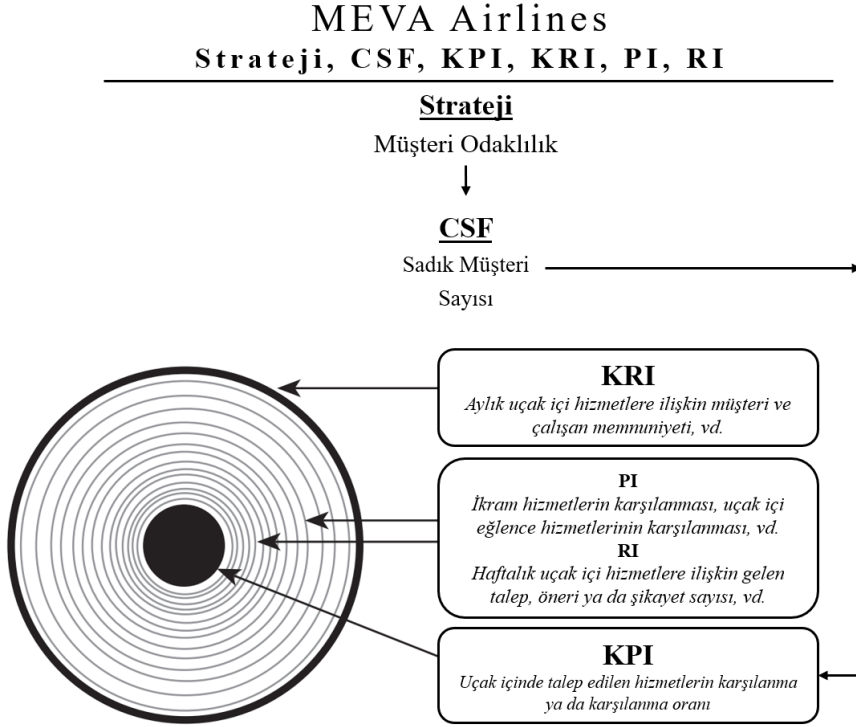 MEVA Airlines
Strateji, CSF, KPI, KRI, PI, RI
Strateji
Müşteri Odaklılık
CSF
Sadık Müşteri
Sayısı
KRI
Aylık uçak içi hizmetlere ilişkin müşteri ve
çalışan memnuniyeti, vd.
PI
İkram hizmetlerin karşılanması, uçak içi
eğlence hizmetlerinin karşılanması, vd.
RI
Haftalık uçak içi hizmetlere ilişkin gelen
talep, öneri ya da şikayet sayısı, vd.
KPI
Uçak içinde talep edilen hizmetlerin karşılanma
ya da karşılanma oranı